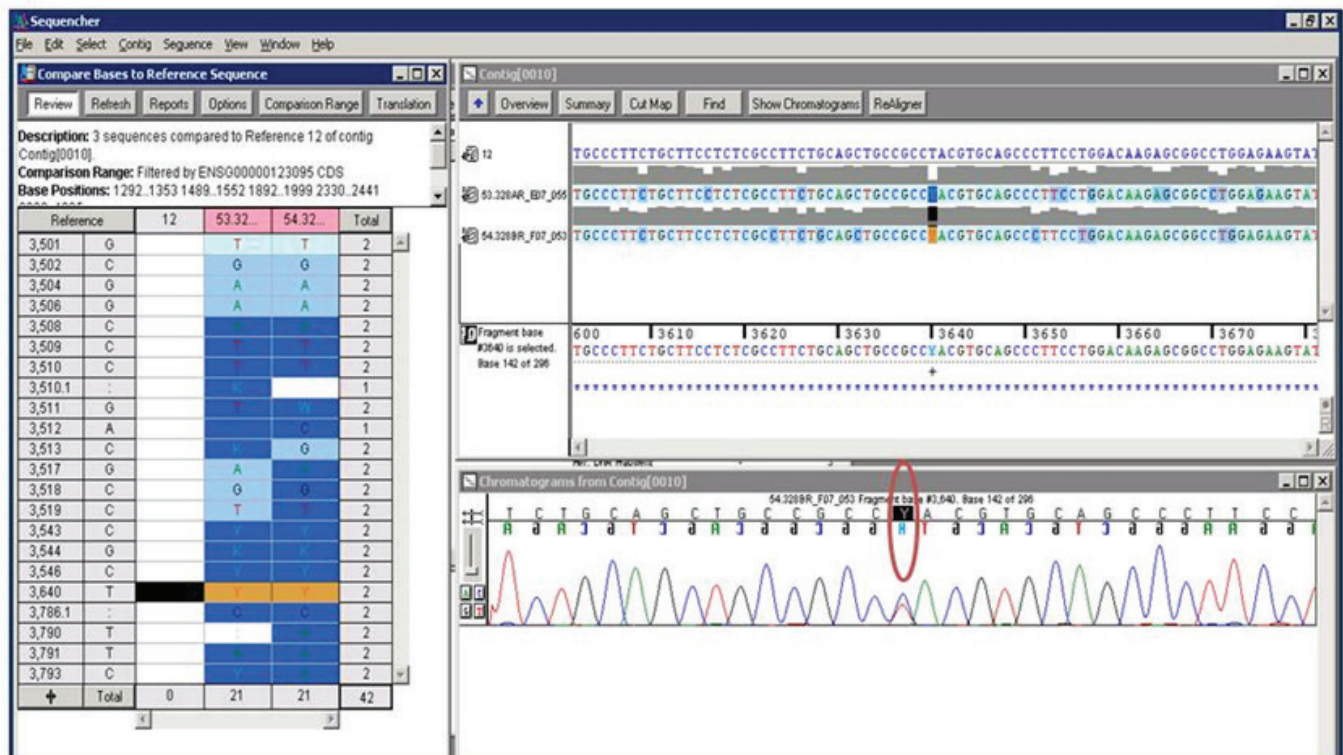 Sequencher
File Edit Select Contig Sequence View Window Help
Compare Bases to Reference Sequence
Review Refresh Reports Options Comparison Range Translation
Description: 3 sequences compared to Reference 12 of contig
Contig[0010].
Comparison Range: Filtered by ENSG00000123095 CDS
Base Positions: 1292..1353 1489..1552 1892..1999 2330..2441
Reference 12 53.32... 54.32... Total
3,501 G T T 2
3,502 C G G 2
3,504 G A A 2
3,506 G A A 2
3,508 C 2
3,509 C T T 2
3,510 C T T 2
3,510.1 : K 1
3,511 G T W 2
3,512 A C 1
3,513 C K G 2
3,517 G A 2
3,518 C G G 2
3,519 C T T 2
3,543 C Y Y 2
3,544 G K K 2
3,546 C Y Y 2
3,640 T Y Y 2
3,786.1 : C C 2
3,790 T : 2
3,791 T A A 2
3,793 C Y 2
Total 0 21 21 42
Contig[0010]
Overview Summary Cut Map Find Show Chromatograms ReAligner
12 TGCCCTTCTGCTTCCTCTCGCCTTCTGCAGCTGCCGCCTACGTGCAGCCCTTCCTGGACAAGAGCGGCCTGGAGAAGTAT
53.328AR_E07_055 TGCCCTTCTGCTTCCTCTCGCCTTCTGCAGCTGCCGCC ACGTGCAGCCCTTCCTGGACAAGAGCGGCCTGGAGAAGTAT
54.328BR_F07_053 TGCCCTTCTGCTTCCTCTCGCCTTCTGCAGCTGCCGCCYACGTGCAGCCCTTCCTGGACAAGAGCGGCCTGGAGAAGTAT
Fragment base
#3640 is selected.
Base 142 of 296
600 3610 3620 3630 3640 3650 3660 3670
TGCCCTTCTGCTTCCTCTCGCCTTCTGCAGCTGCCGCCYACGTGCAGCCCTTCCTGGACAAGAGCGGCCTGGAGAAGTAT
+
Chromatograms from Contig[0010]
54.328BR_F07_053 Fragment base #3,640. Base 142 of 296
T C T G C A G C T G C C G C C Y A C G T G C A G C C C T T C C
A C
G T